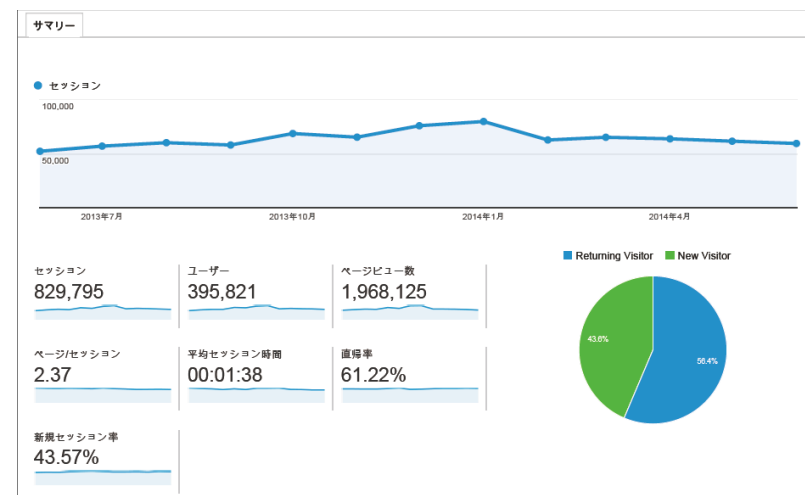 サマリー
セッション
100,000
50,000
2013年7月
2013年10月
2014年1月
2014年4月
セッション
829,795
ユーザー
395,821
ページビュー数
1,968,125
ページ/セッション
2.37
平均セッション時間
00:01:38
直帰率
61.22%
新規セッション率
43.57%
Returning Visitor
New Visitor
43.6%
56.4%